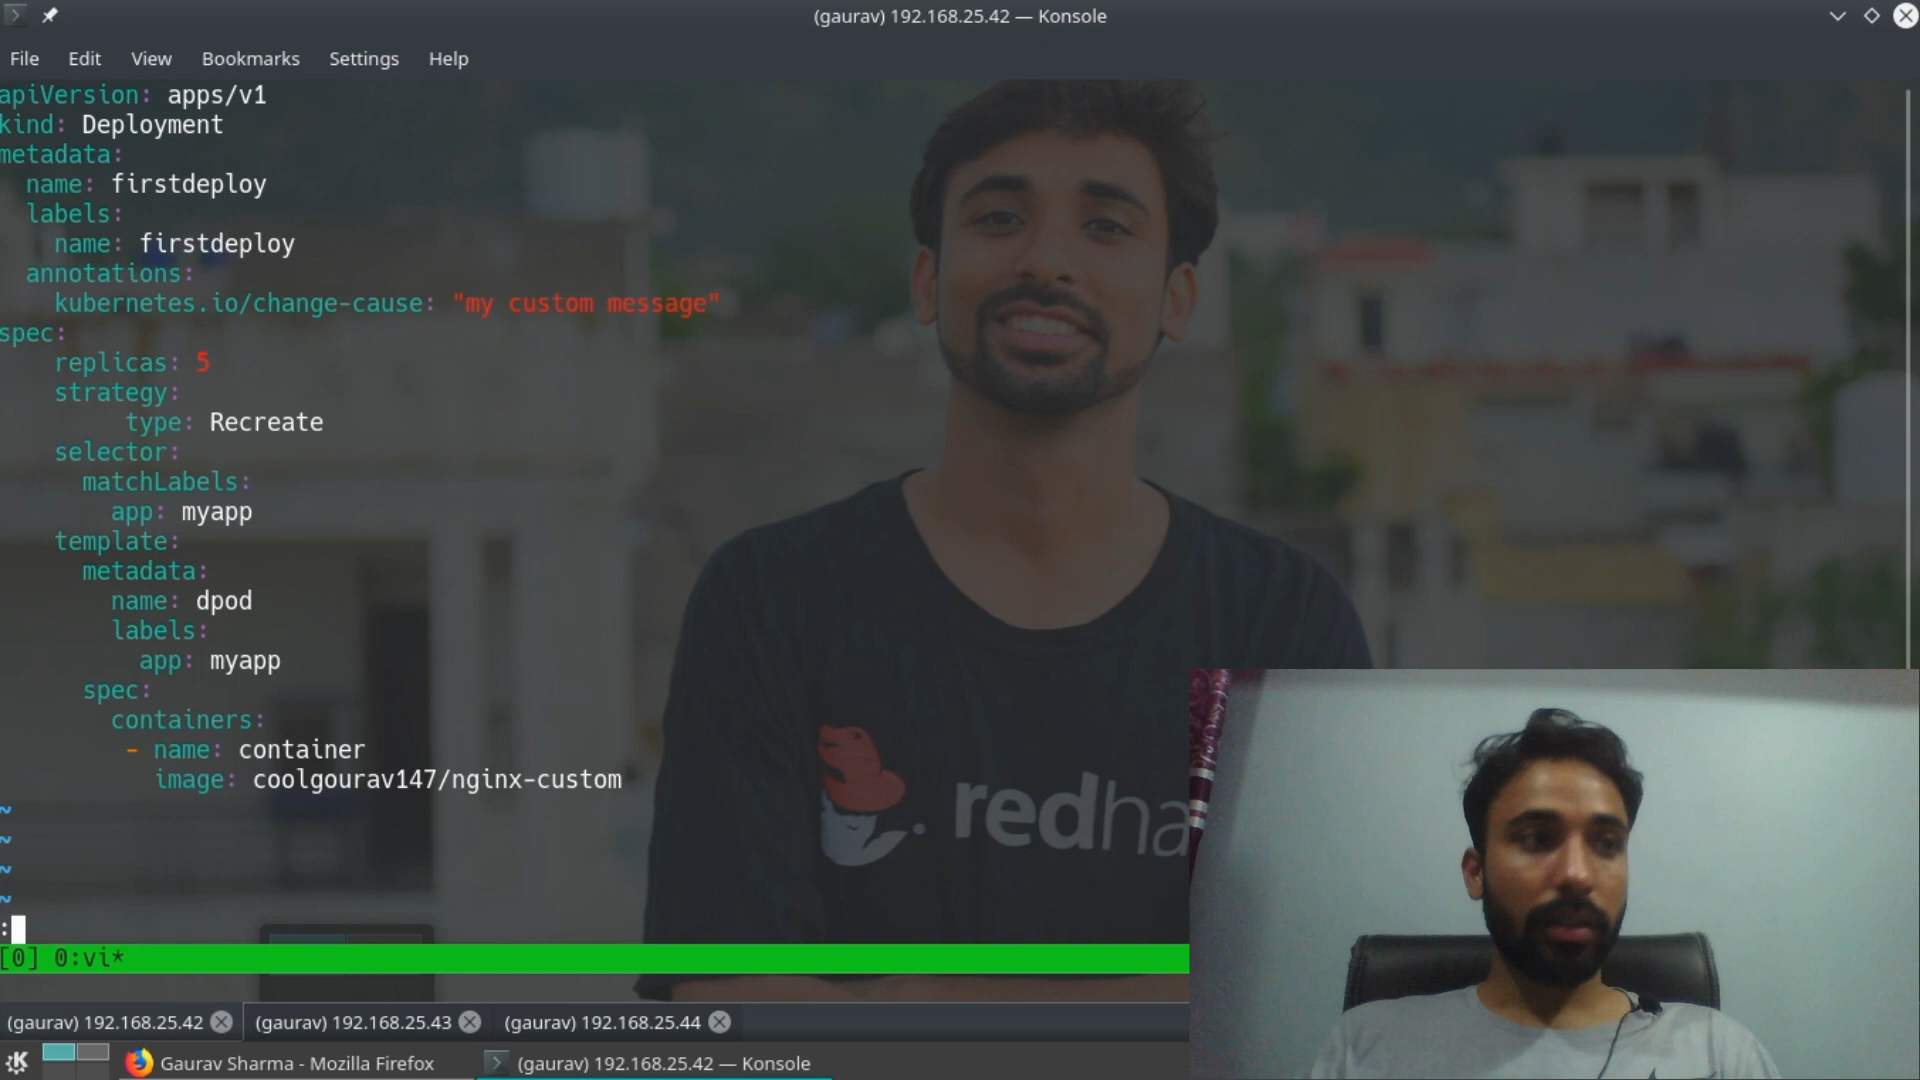 (gaurav) 192.168.25.42 — Konsole
File Edit View Bookmarks Settings Help
apiVersion: apps/v1
kind: Deployment
metadata:
  name: firstdeploy
  labels:
    name: firstdeploy
  annotations:
    kubernetes.io/change-cause: "my custom message"
spec:
    replicas: 5
    strategy:
         type: Recreate
    selector:
      matchLabels:
        app: myapp
    template:
      metadata:
        name: dpod
        labels:
          app: myapp
      spec:
        containers:
         - name: container
           image: coolgourav147/nginx-custom
~
~
~
~
:
redha
[0] 0:vi*
(gaurav) 192.168.25.42 (gaurav) 192.168.25.43 (gaurav) 192.168.25.44
Gaurav Sharma - Mozilla Firefox (gaurav) 192.168.25.42 — Konsole